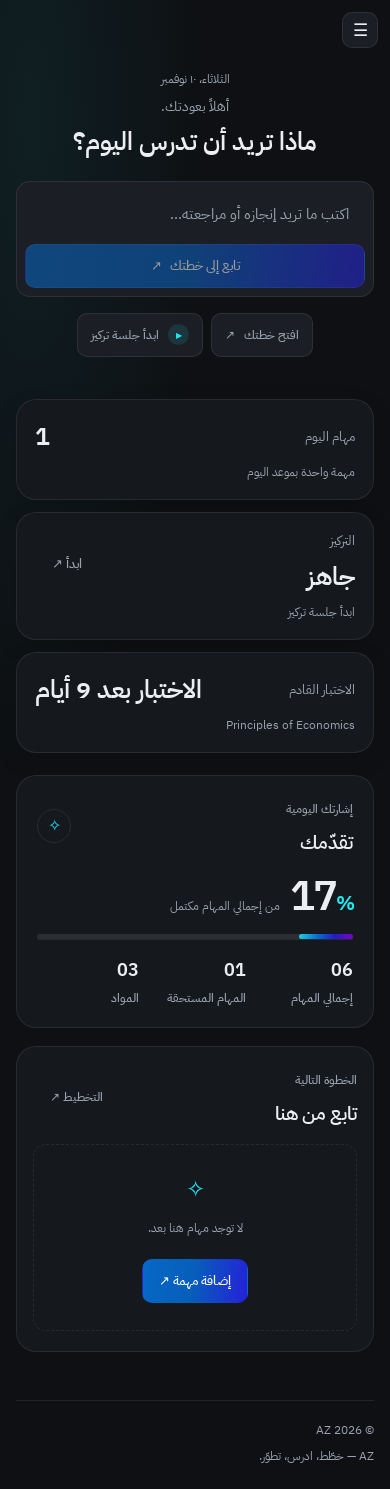 ☰
الثلاثاء، ١٠ نوفمبر
أهلاً بعودتك.
ماذا تريد أن تدرس اليوم؟
اكتب ما تريد إنجازه أو مراجعته...
تابع إلى خطتك ↗
افتح خطتك ↗
ابدأ جلسة تركيز
مهام اليوم
1
مهمة واحدة بموعد اليوم
التركيز
جاهز
ابدأ جلسة تركيز
ابدأ ↗
الاختبار القادم
الاختبار بعد 9 أيام
Principles of Economics
إشارتك اليومية
تقدّمك
17%
من إجمالي المهام مكتمل
06
إجمالي المهام
01
المهام المستحقة
03
المواد
الخطوة التالية
تابع من هنا
التخطيط ↗
لا توجد مهام هنا بعد.
إضافة مهمة ↗
© 2026 AZ
AZ — خطّط، ادرس، تطوّر.